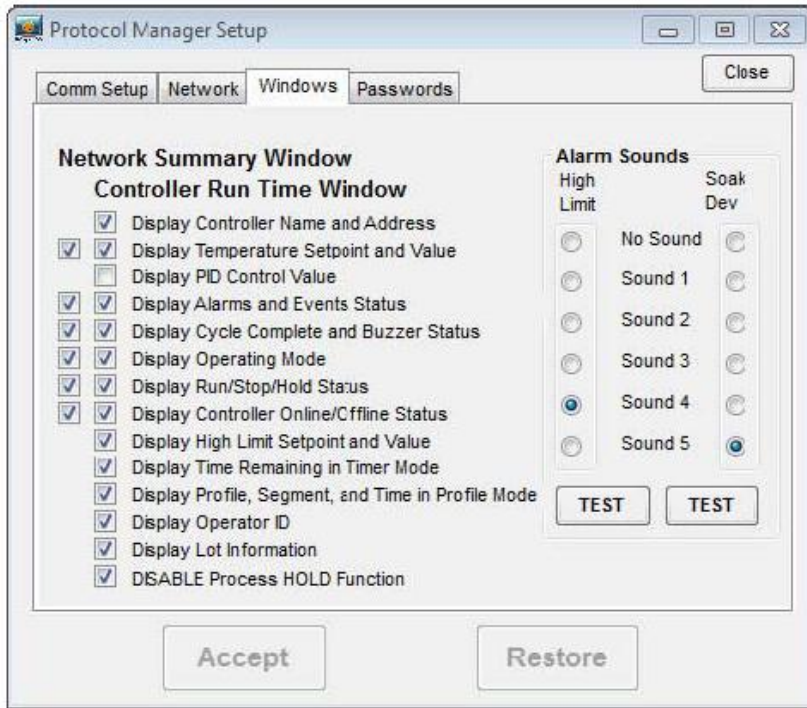 Protocol Manager Setup
Close
Comm Setup Network Windows Passwords
Network Summary Window
Controller Run Time Window
Display Controller Name and Address
Display Temperature Setpoint and Value
Display PID Control Value
Display Alarms and Events Status
Display Cycle Complete and Buzzer Status
Display Operating Mode
Display Run/Stop/Hold Status
Display Controller Online/Offline Status
Display High Limit Setpoint and Value
Display Time Remaining in Timer Mode
Display Profile, Segment, and Time in Profile Mode
Display Operator ID
Display Lot Information
DISABLE Process HOLD Function
Alarm Sounds
High Limit
Soak Dev
No Sound
Sound 1
Sound 2
Sound 3
Sound 4
Sound 5
TEST TEST
Accept Restore